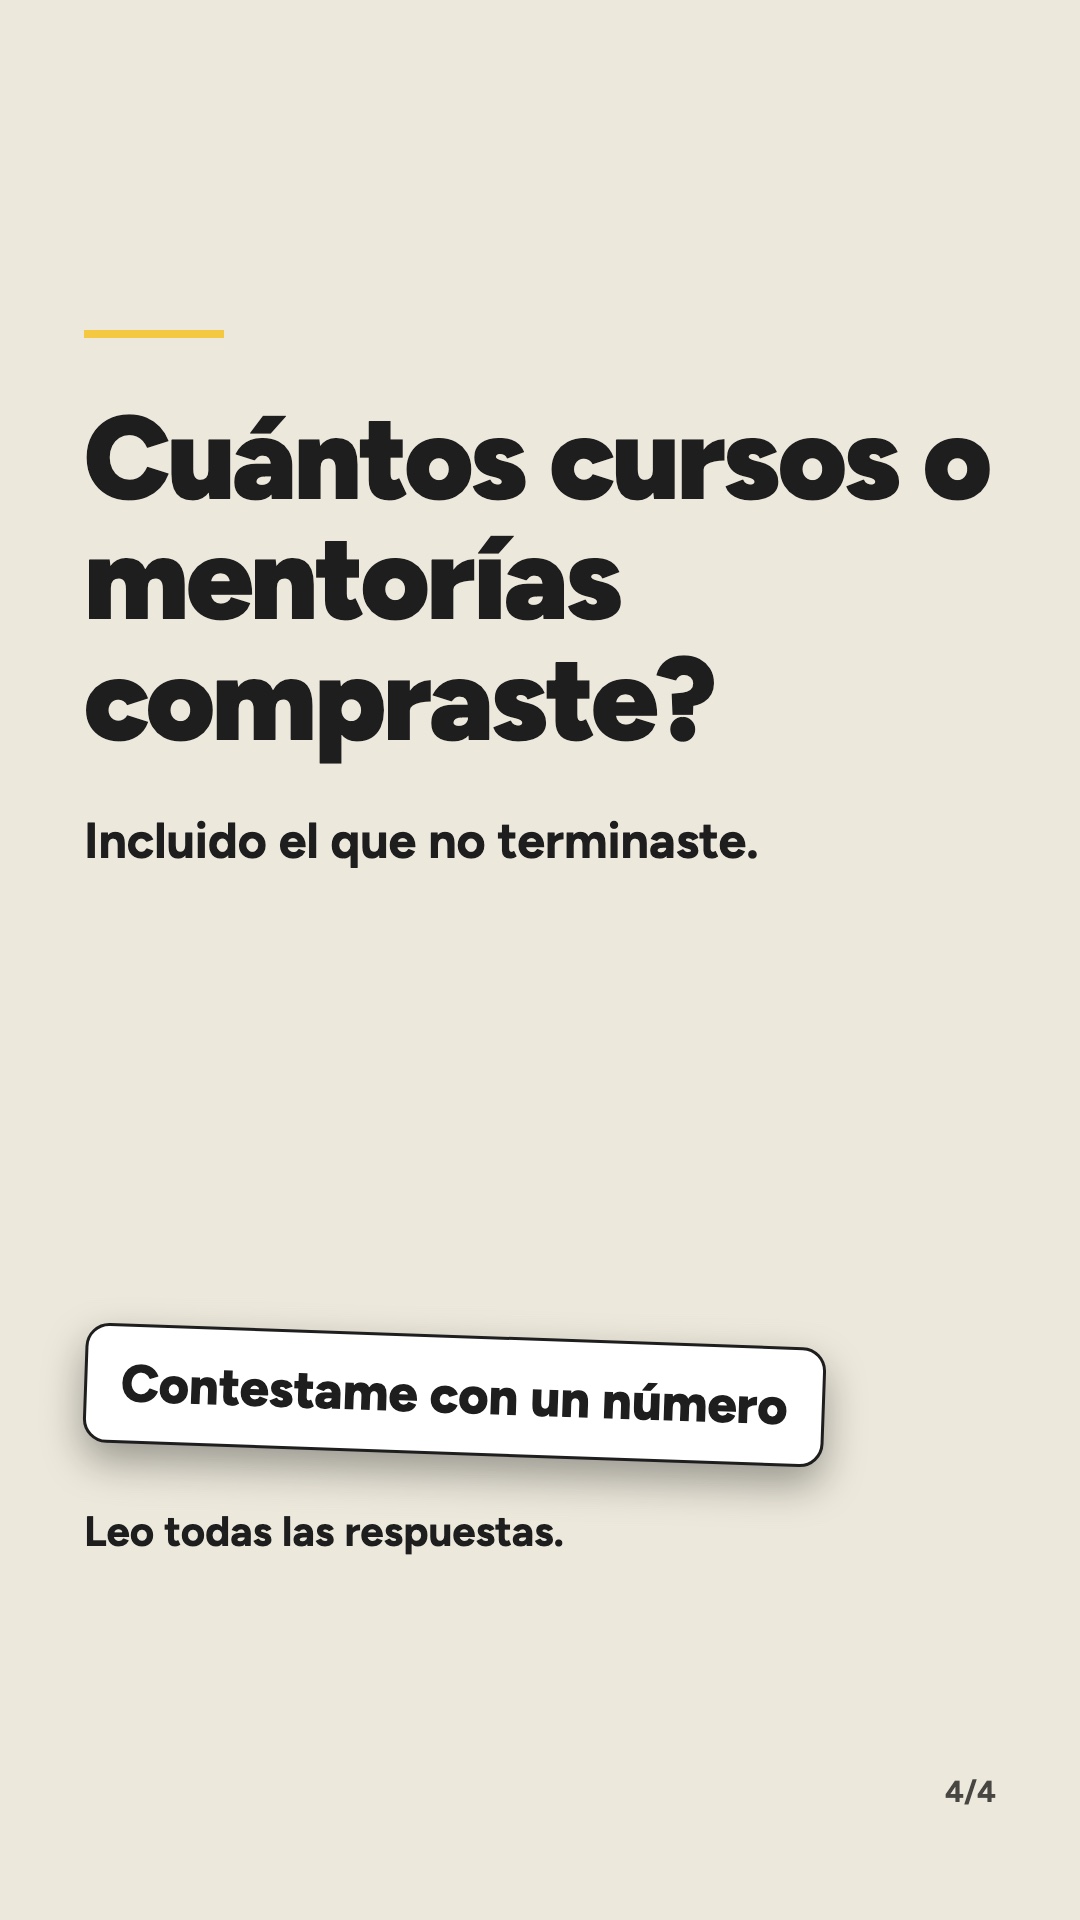 Cuántos cursos o
mentorías
compraste?
Incluido el que no terminaste.
Contestame con un número
Leo todas las respuestas.
4/4